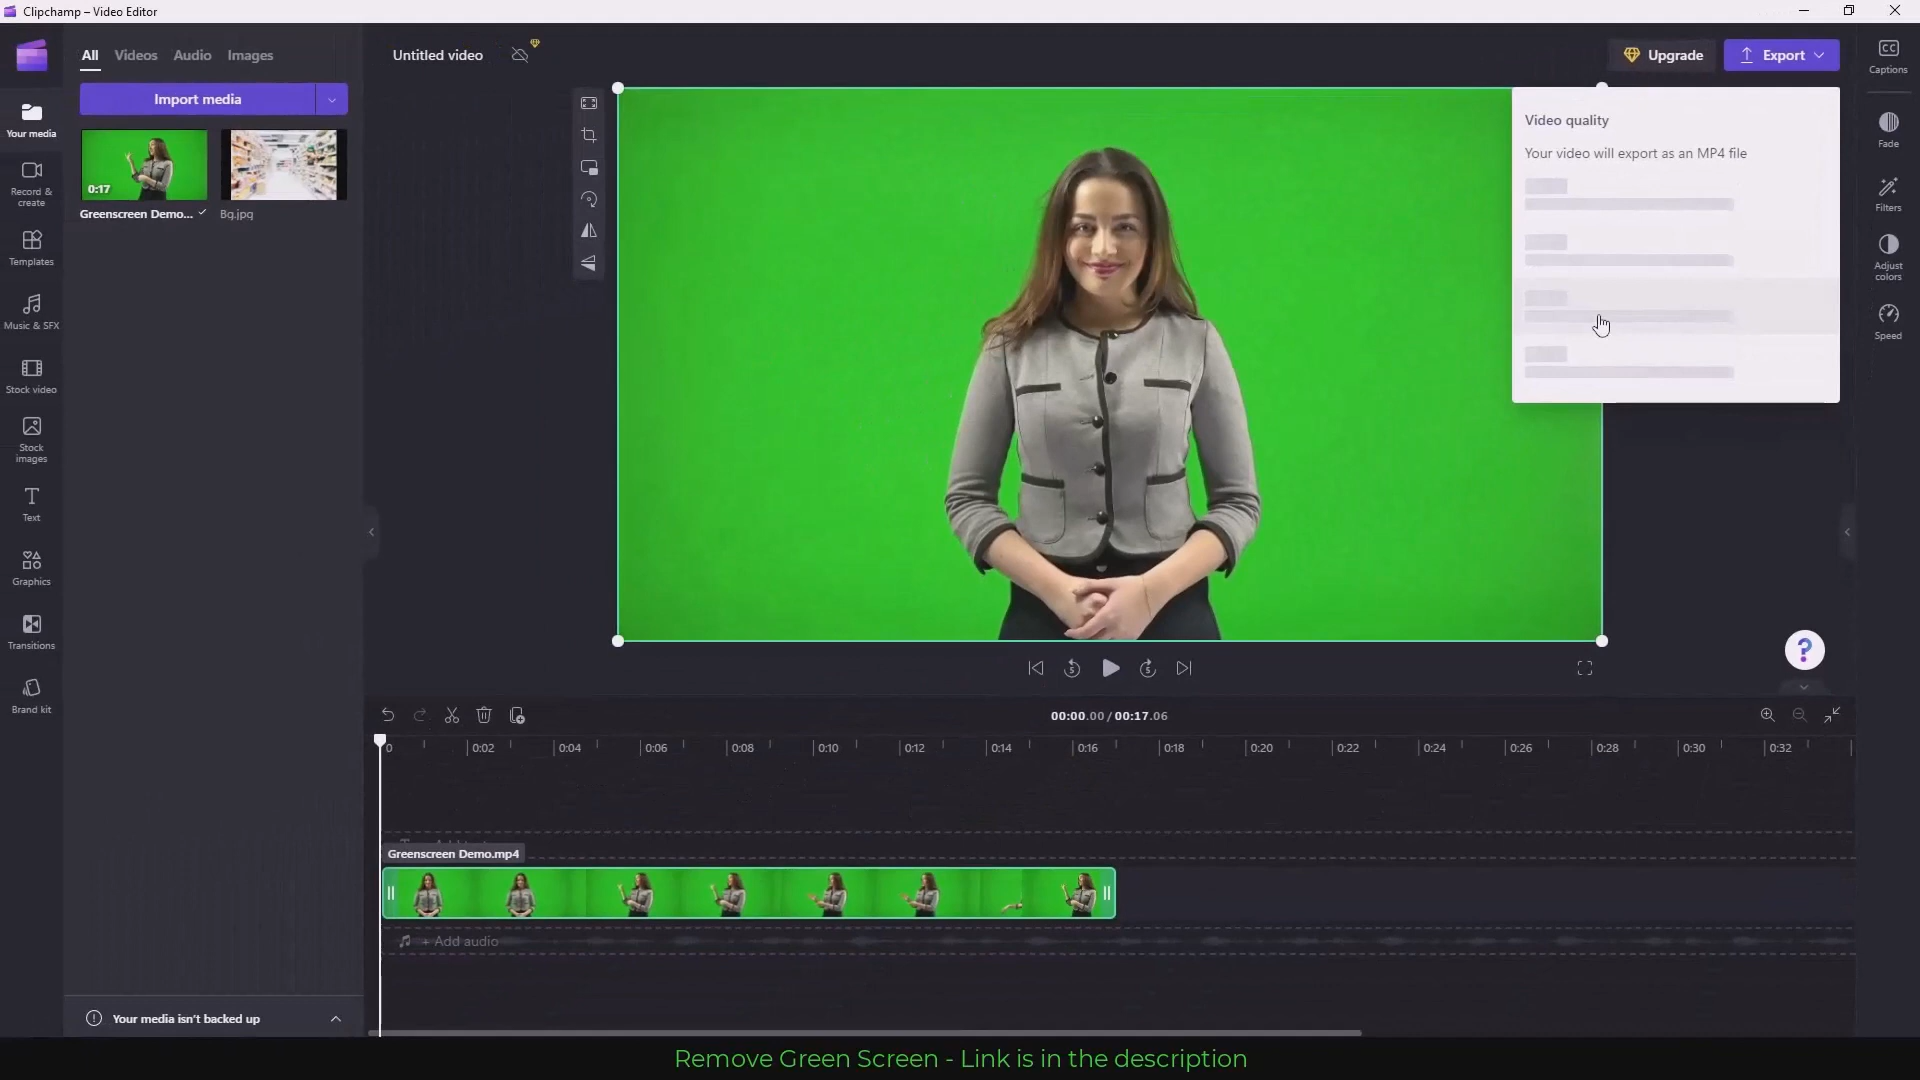 Clipchamp – Video Editor
All Videos Audio Images
Untitled video
Upgrade
Export
CC
Captions
Import media
Your media
0:17
Greenscreen Demo...
Bg.jpg
Record &
create
Templates
Music & SFX
Stock video
Stock
images
Text
Graphics
Transitions
Brand kit
Video quality
Your video will export as an MP4 file
Fade
Filters
Adjust
colors
Speed
5
5
?
00:00.00 / 00:17.06
0 0:02 0:04 0:06 0:08 0:10 0:12 0:14 0:16 0:18 0:20 0:22 0:24 0:26 0:28 0:30 0:32
Greenscreen Demo.mp4
+ Add audio
Your media isn't backed up
Remove Green Screen - Link is in the description